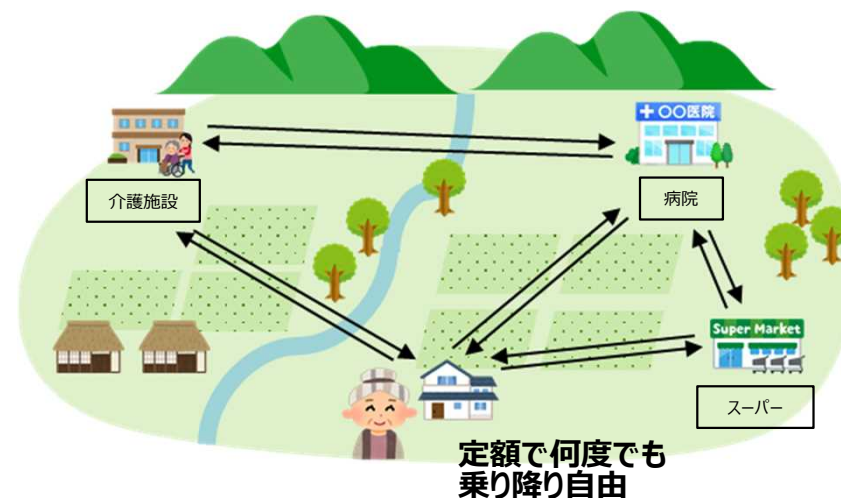 +〇〇医院
介護施設
病院
Super Market
スーパー
定額で何度でも
乗り降り自由